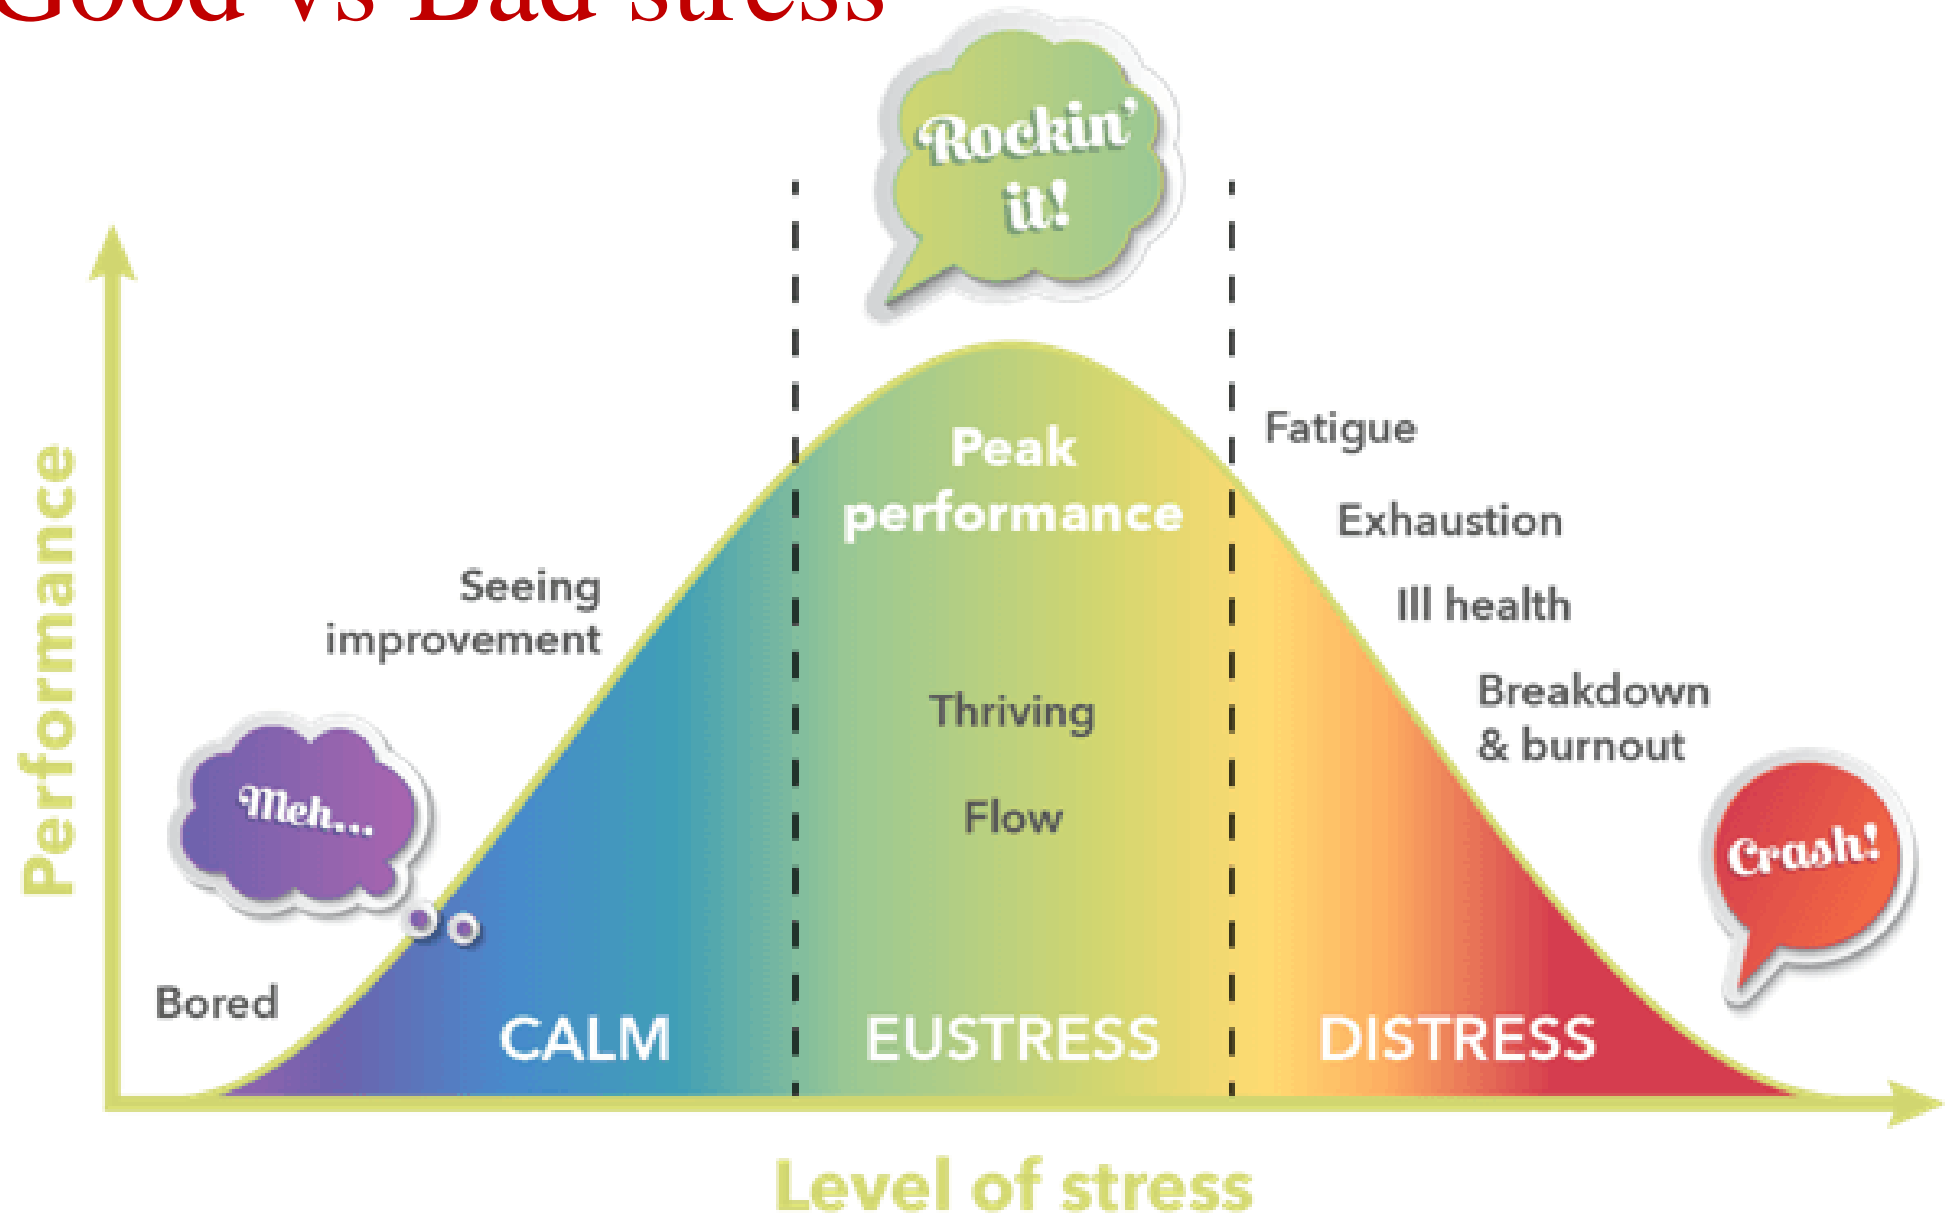 Good vs Bad stress
Rockin'
it!
Peak
performance
Fatigue
Exhaustion
Ill health
Breakdown
& burnout
Seeing
improvement
Thriving
Flow
Meh...
Crash!
Bored
CALM
EUSTRESS
DISTRESS
Performance
Level of stress